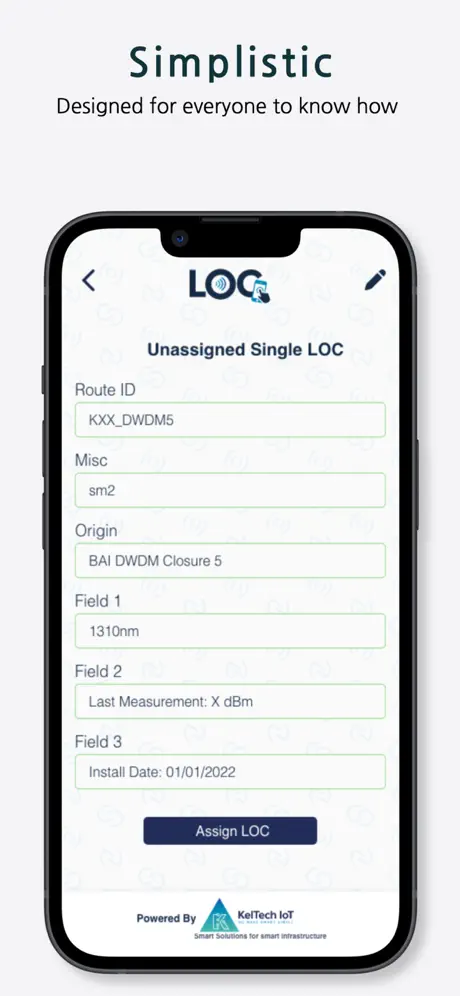 Simplistic
Designed for everyone to know how
LOC
Unassigned Single LOC
Route ID
KXX_DWDM5
Misc
sm2
Origin
BAI DWDM Closure 5
Field 1
1310nm
Field 2
Last Measurement: X dBm
Field 3
Install Date: 01/01/2022
Assign LOC
Powered By
K
KelTech IoT
Smart Solutions for smart infrastructure